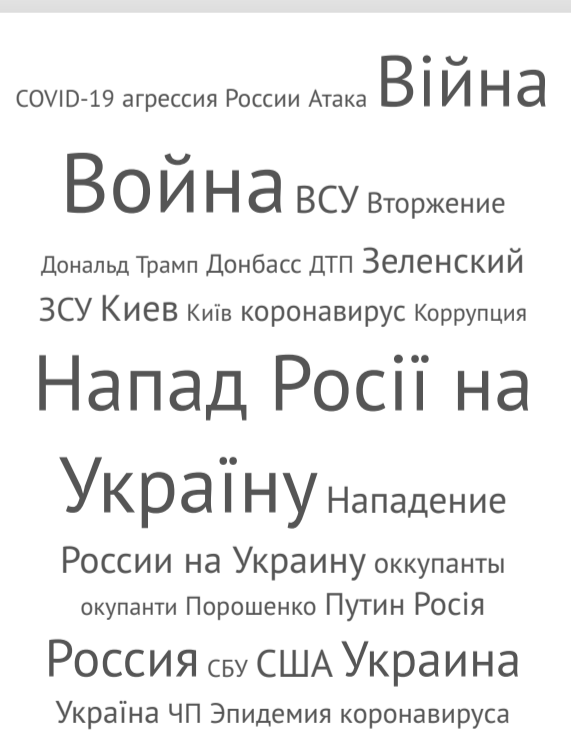 COVID-19 агрессия России Атака Війна
Война ВСУ Вторжение
Дональд Трамп Донбасс ДТП Зеленский
ЗСУ Киев Київ коронавирус Коррупция
Напад Росії на
Україну Нападение
России на Украину оккупанты
окупанти Порошенко Путин Росія
Россия СБУ США Украина
Україна ЧП Эпидемия коронавируса